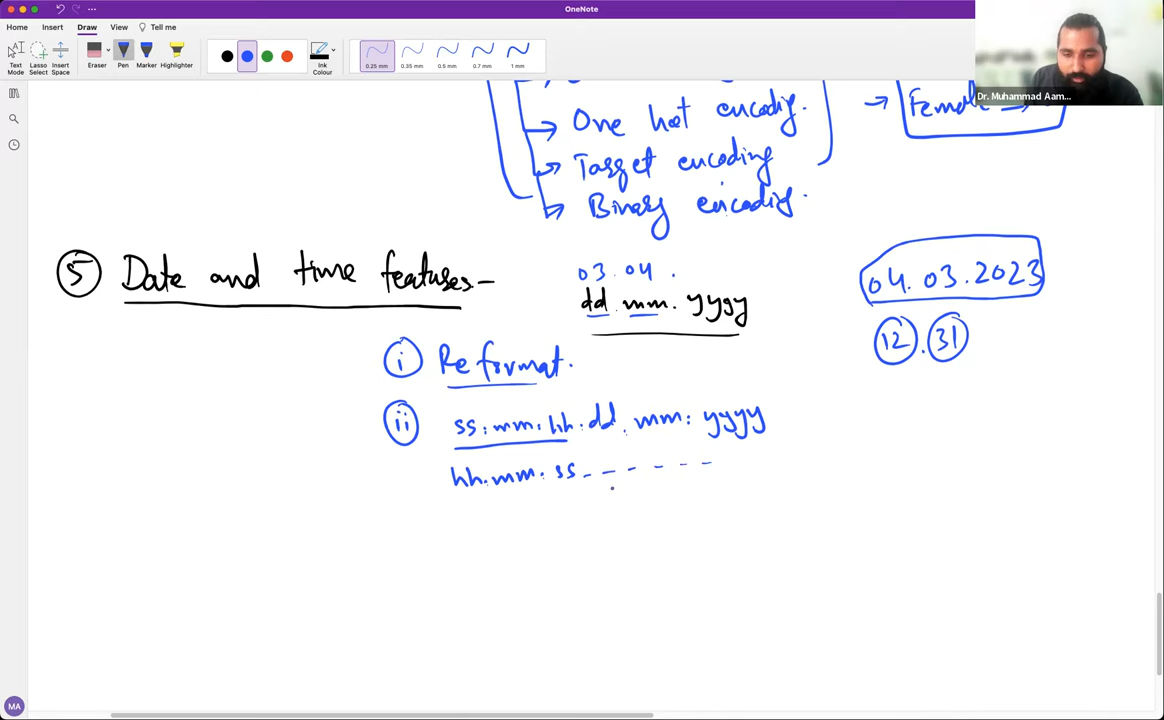 OneNote
Home Insert Draw View Tell me
Text Mode
Lasso Select
Insert Space
Eraser
Pen
Marker
Highlighter
Ink Colour
0.25 mm
0.35 mm
0.5 mm
0.7 mm
1 mm
Dr. Muhammad Aam...
→ One hot encodig.
→ Target encoding
→ Binary encodig.
→ Female →
⑤ Date and time features -
03.04.
dd.mm.yyyy
04.03.2023
12.31
i Reformat.
ii ss:mm:hh:dd.mm:yyyy
hh:mm:ss - - - - - -
MA